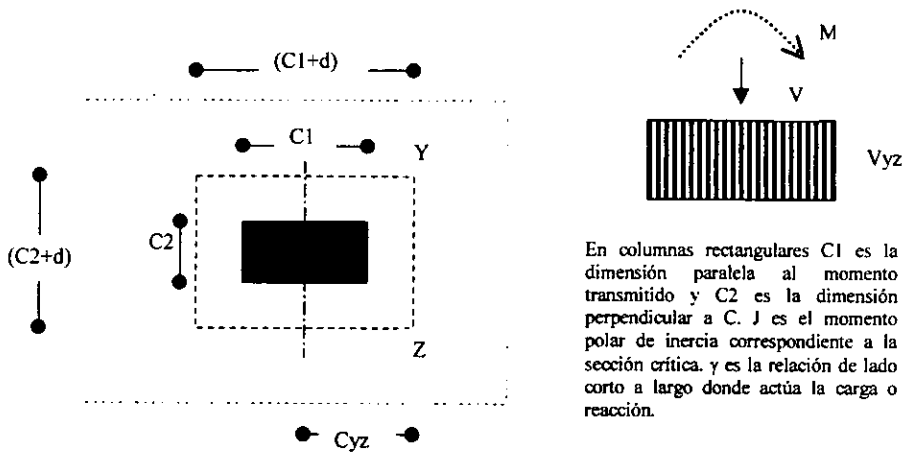 (C1+d)
C1
Y
C2
(C2+d)
Z
Cyz
M
V
Vyz
En columnas rectangulares C1 es la
dimensión paralela al momento
transmitido y C2 es la dimensión
perpendicular a C. J es el momento
polar de inercia correspondiente a la
sección crítica. y es la relación de lado
corto a largo donde actúa la carga o
reacción.